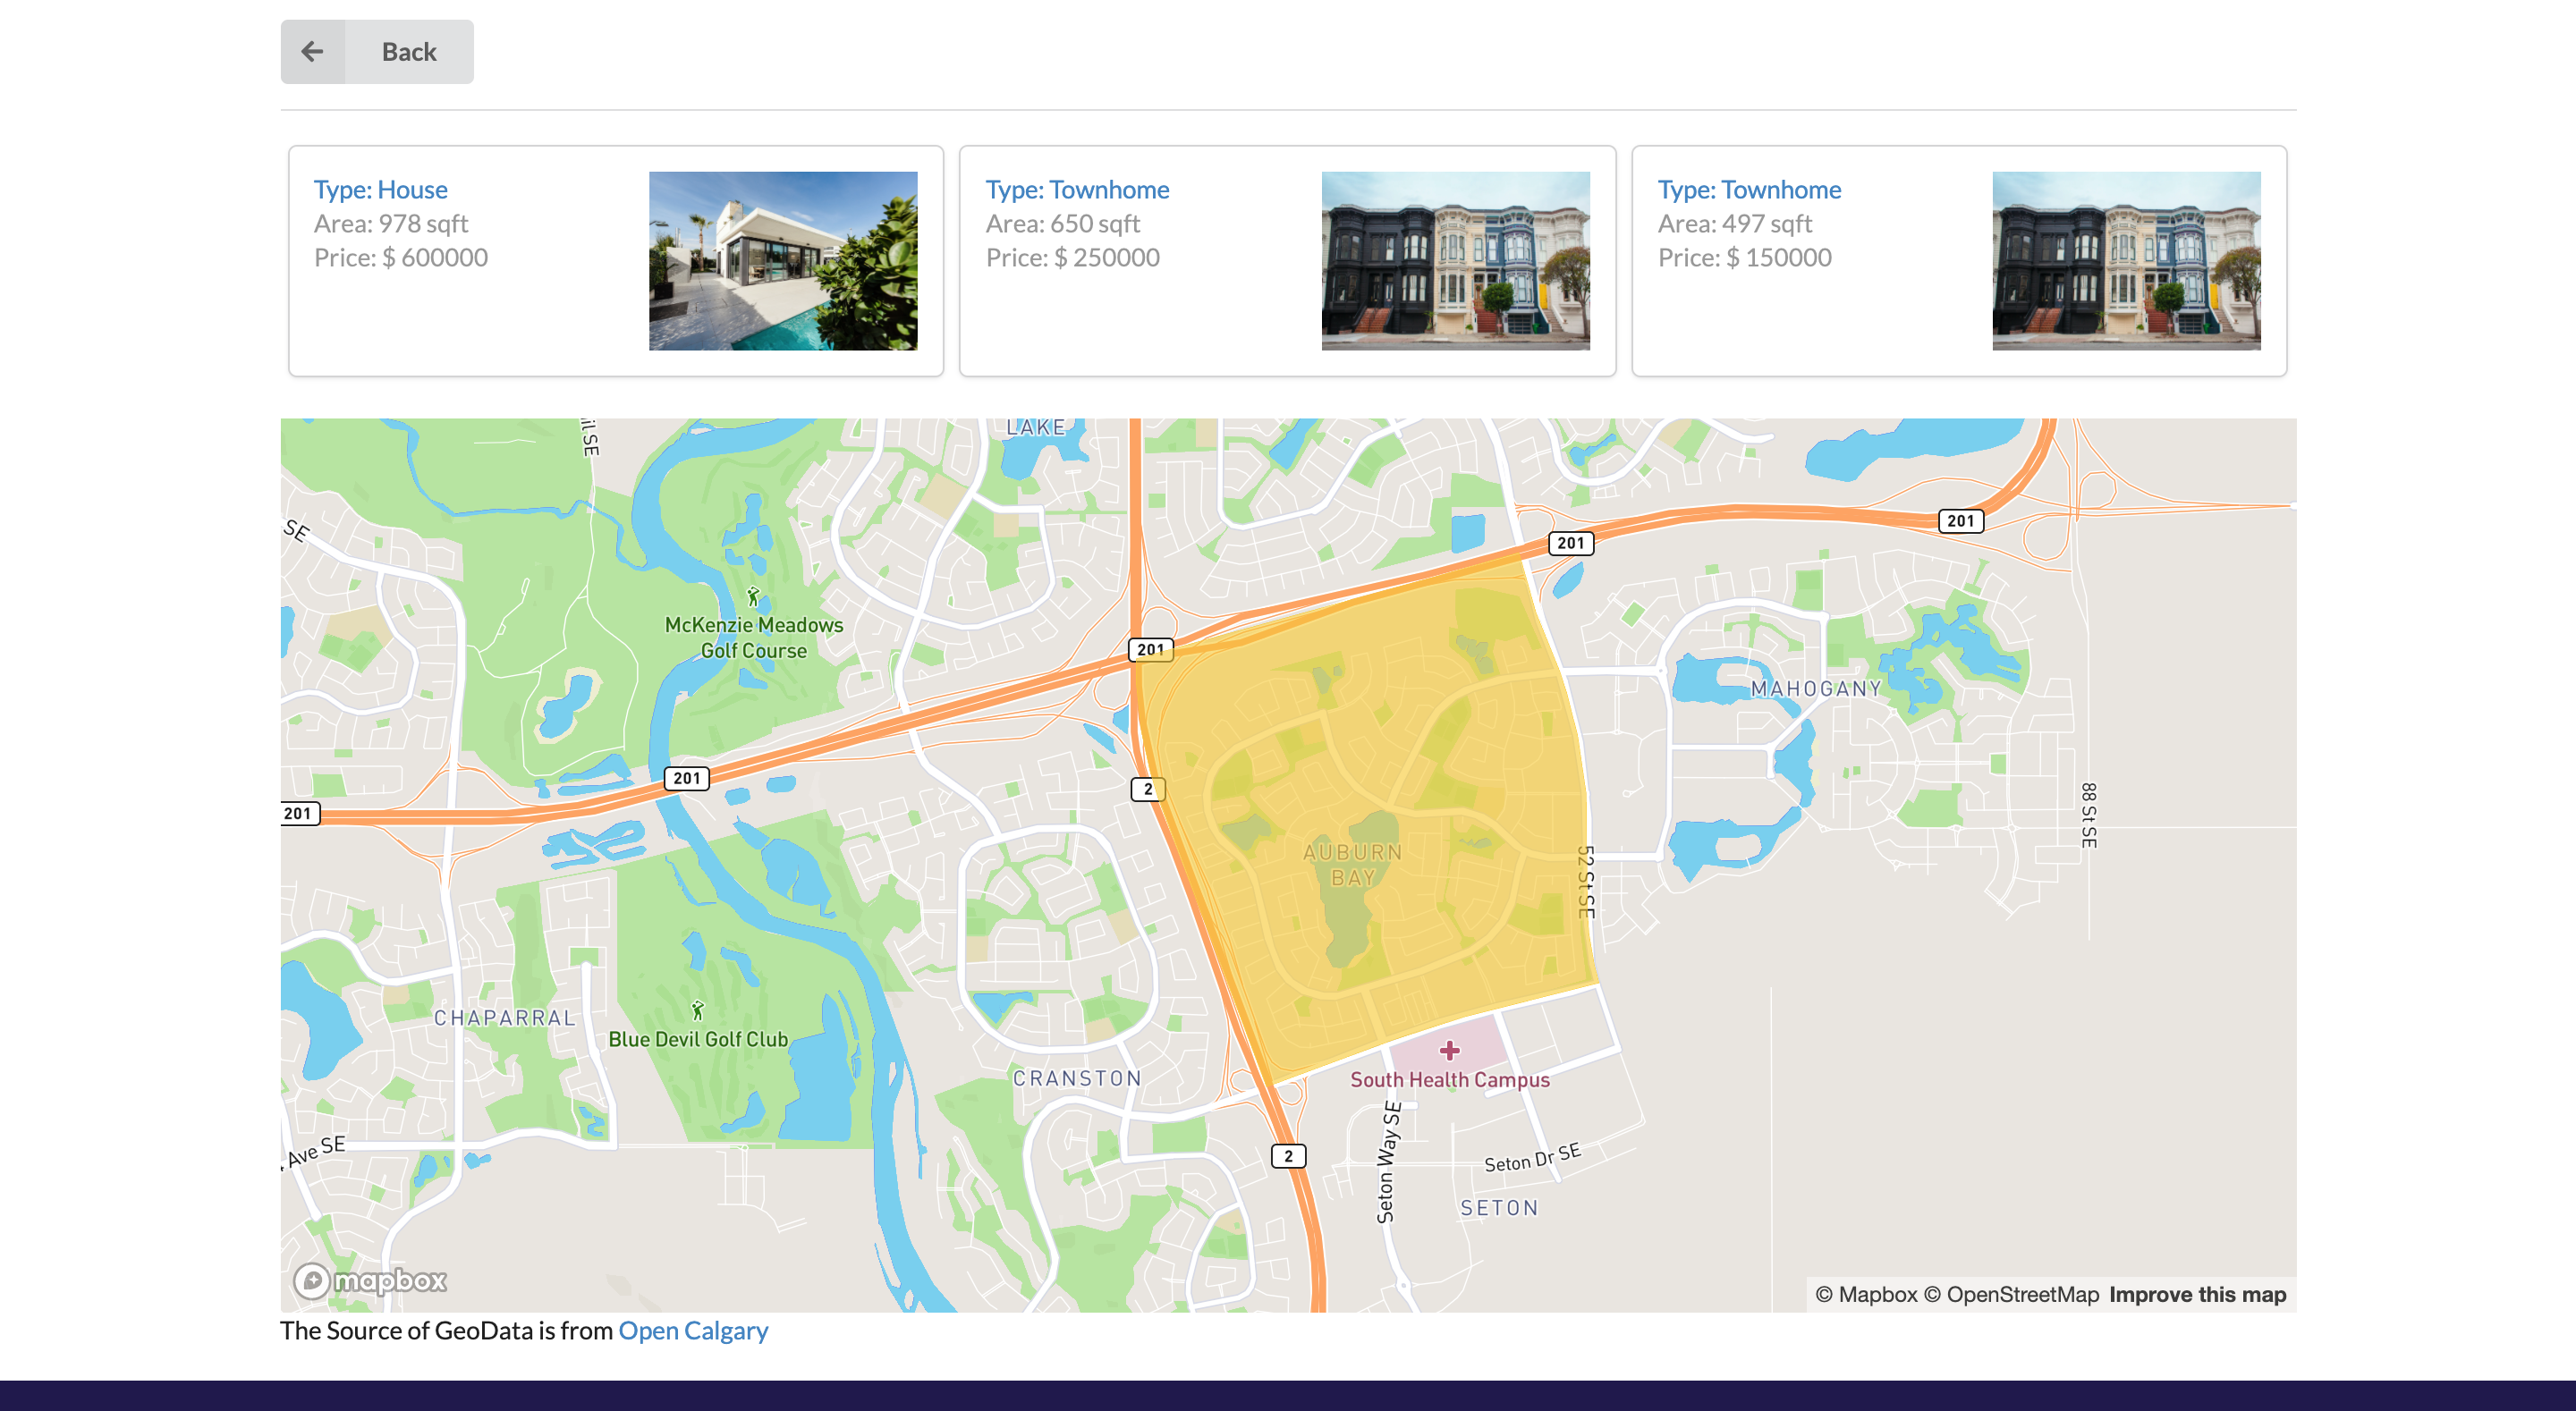 Back
Type: House
Area: 978 sqft
Price: $ 600000
Type: Townhome
Area: 650 sqft
Price: $ 250000
Type: Townhome
Area: 497 sqft
Price: $ 150000
LAKE
il SE
SE
201
201
McKenzie Meadows
Golf Course
201
MAHOGANY
201
2
201
88 St SE
AUBURN
BAY
52 St SE
CHAPARRAL
Blue Devil Golf Club
CRANSTON
South Health Campus
Ave SE
2
Seton Way SE
Seton Dr SE
SETON
mapbox
© Mapbox © OpenStreetMap Improve this map
The Source of GeoData is from Open Calgary